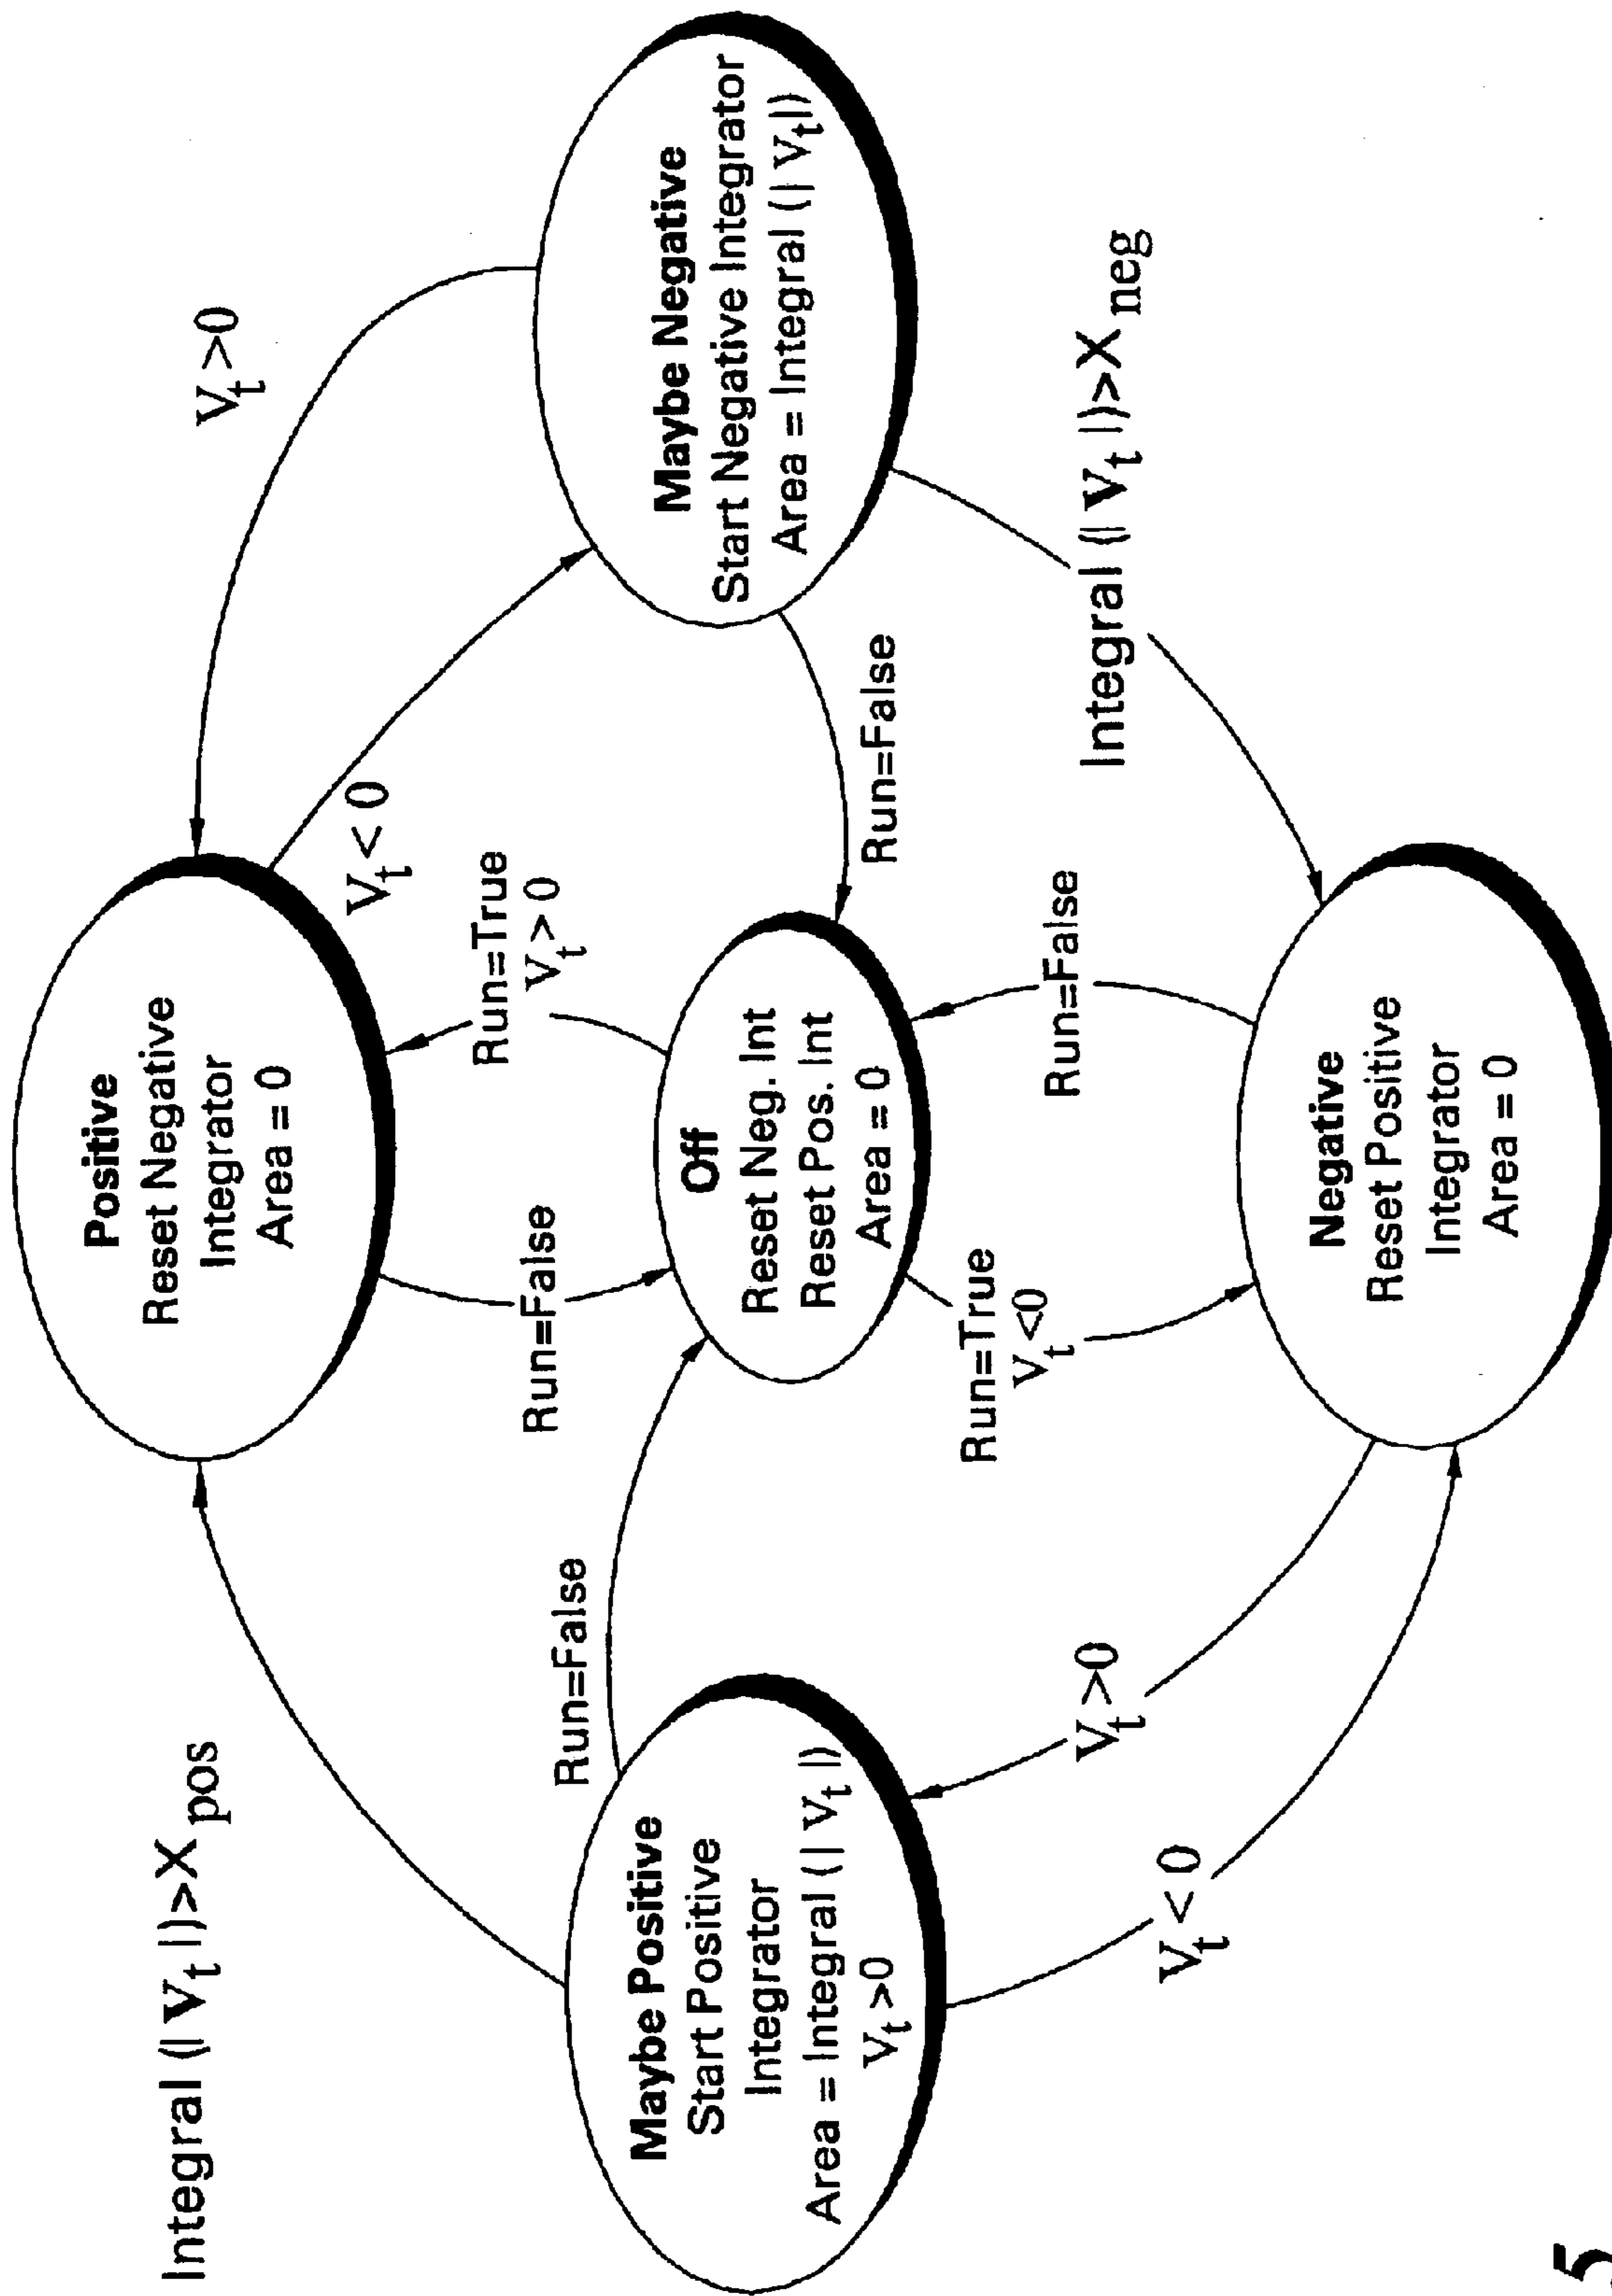 Integral (| Vt |)>Xpos
Vt>0
Positive
Reset Negative
Integrator
Area = 0
Vt < 0
Run=False
Run=True
Vt > 0
Run=False
Maybe Positive
Start Positive
Integrator
Area = Integral (| Vt |)
Vt >0
Off
Reset Neg. Int
Reset Pos. Int
Area = 0
Maybe Negative
Start Negative Integrator
Area = Integral (| Vt|)
Run=False
Run=True
Vt <0
Run=False
Vt >0
Integral (| Vt |)>Xneg
Vt < 0
Negative
Reset Positive
Integrator
Area = 0
5